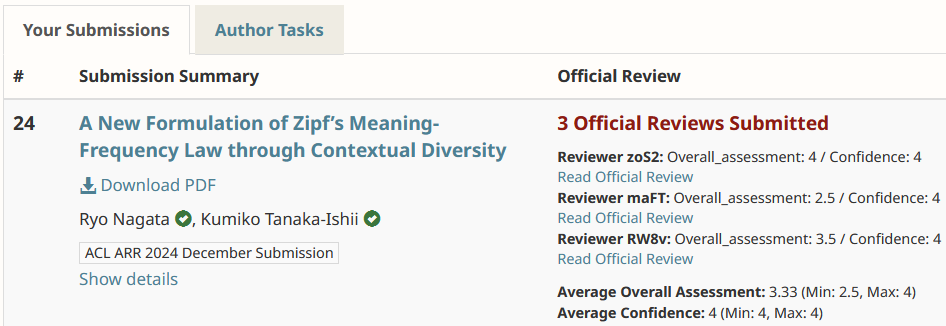 Your Submissions
Author Tasks
#
Submission Summary
Official Review
24
A New Formulation of Zipf's Meaning-
Frequency Law through Contextual Diversity
Download PDF
Ryo Nagata , Kumiko Tanaka-Ishii
ACL ARR 2024 December Submission
Show details
3 Official Reviews Submitted
Reviewer zoS2: Overall_assessment: 4 / Confidence: 4
Read Official Review
Reviewer maFT: Overall_assessment: 2.5 / Confidence: 4
Read Official Review
Reviewer RW8v: Overall_assessment: 3.5 / Confidence: 4
Read Official Review
Average Overall Assessment: 3.33 (Min: 2.5, Max: 4)
Average Confidence: 4 (Min: 4, Max: 4)